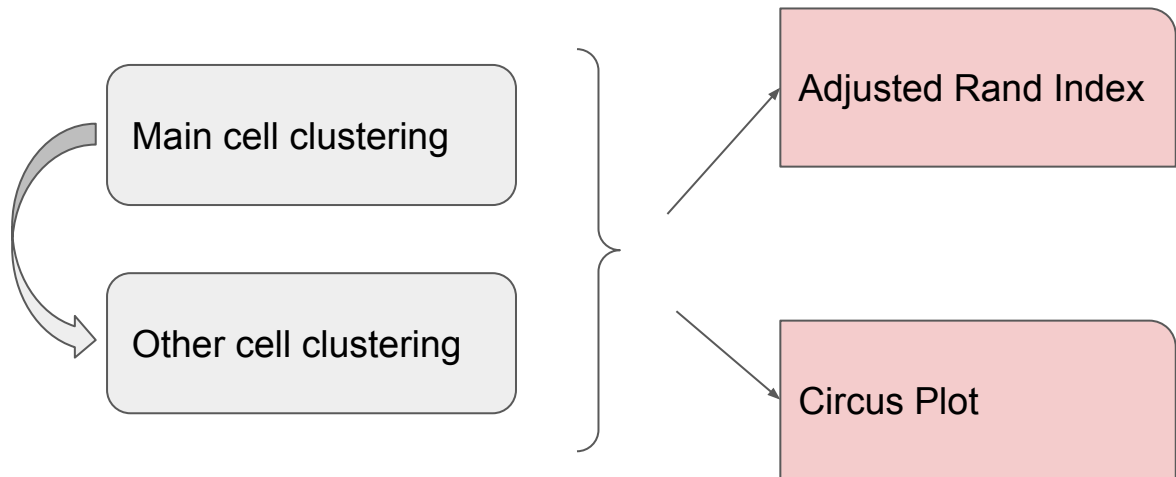 Main cell clustering
Other cell clustering
Adjusted Rand Index
Circus Plot